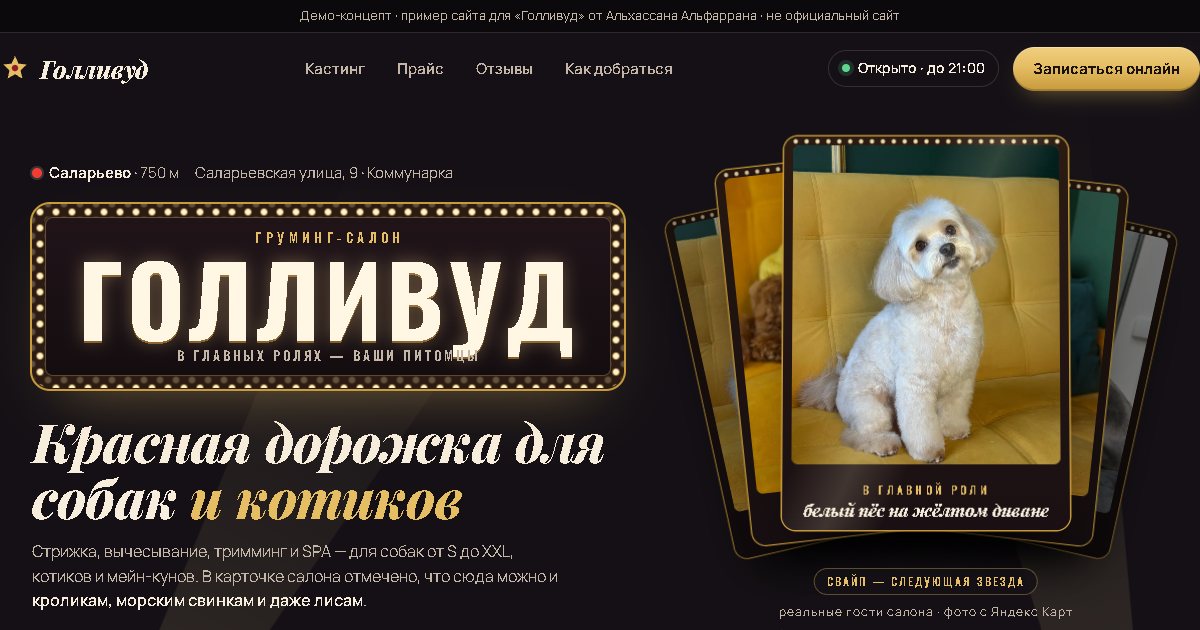 Демо-концепт · пример сайта для «Голливуд» от Альхассана Альфаррана · не официальный сайт
Голливуд
Кастинг
Прайс
Отзывы
Как добраться
Открыто · до 21:00
Записаться онлайн
Саларьево · 750 м Саларьевская улица, 9 · Коммунарка
ГРУМИНГ-САЛОН
ГОЛЛИВУД
В ГЛАВНЫХ РОЛЯХ — ВАШИ ПИТОМЦЫ
Красная дорожка для
собак и котиков
Стрижка, вычесывание, тримминг и SPA — для собак от S до XXL,
котиков и мейн-кунов. В карточке салона отмечено, что сюда можно и
кроликам, морским свинкам и даже лисам.
В ГЛАВНОЙ РОЛИ
белый пёс на жёлтом диване
СВАЙП — СЛЕДУЮЩАЯ ЗВЕЗДА
реальные гости салона · фото с Яндекс Карт